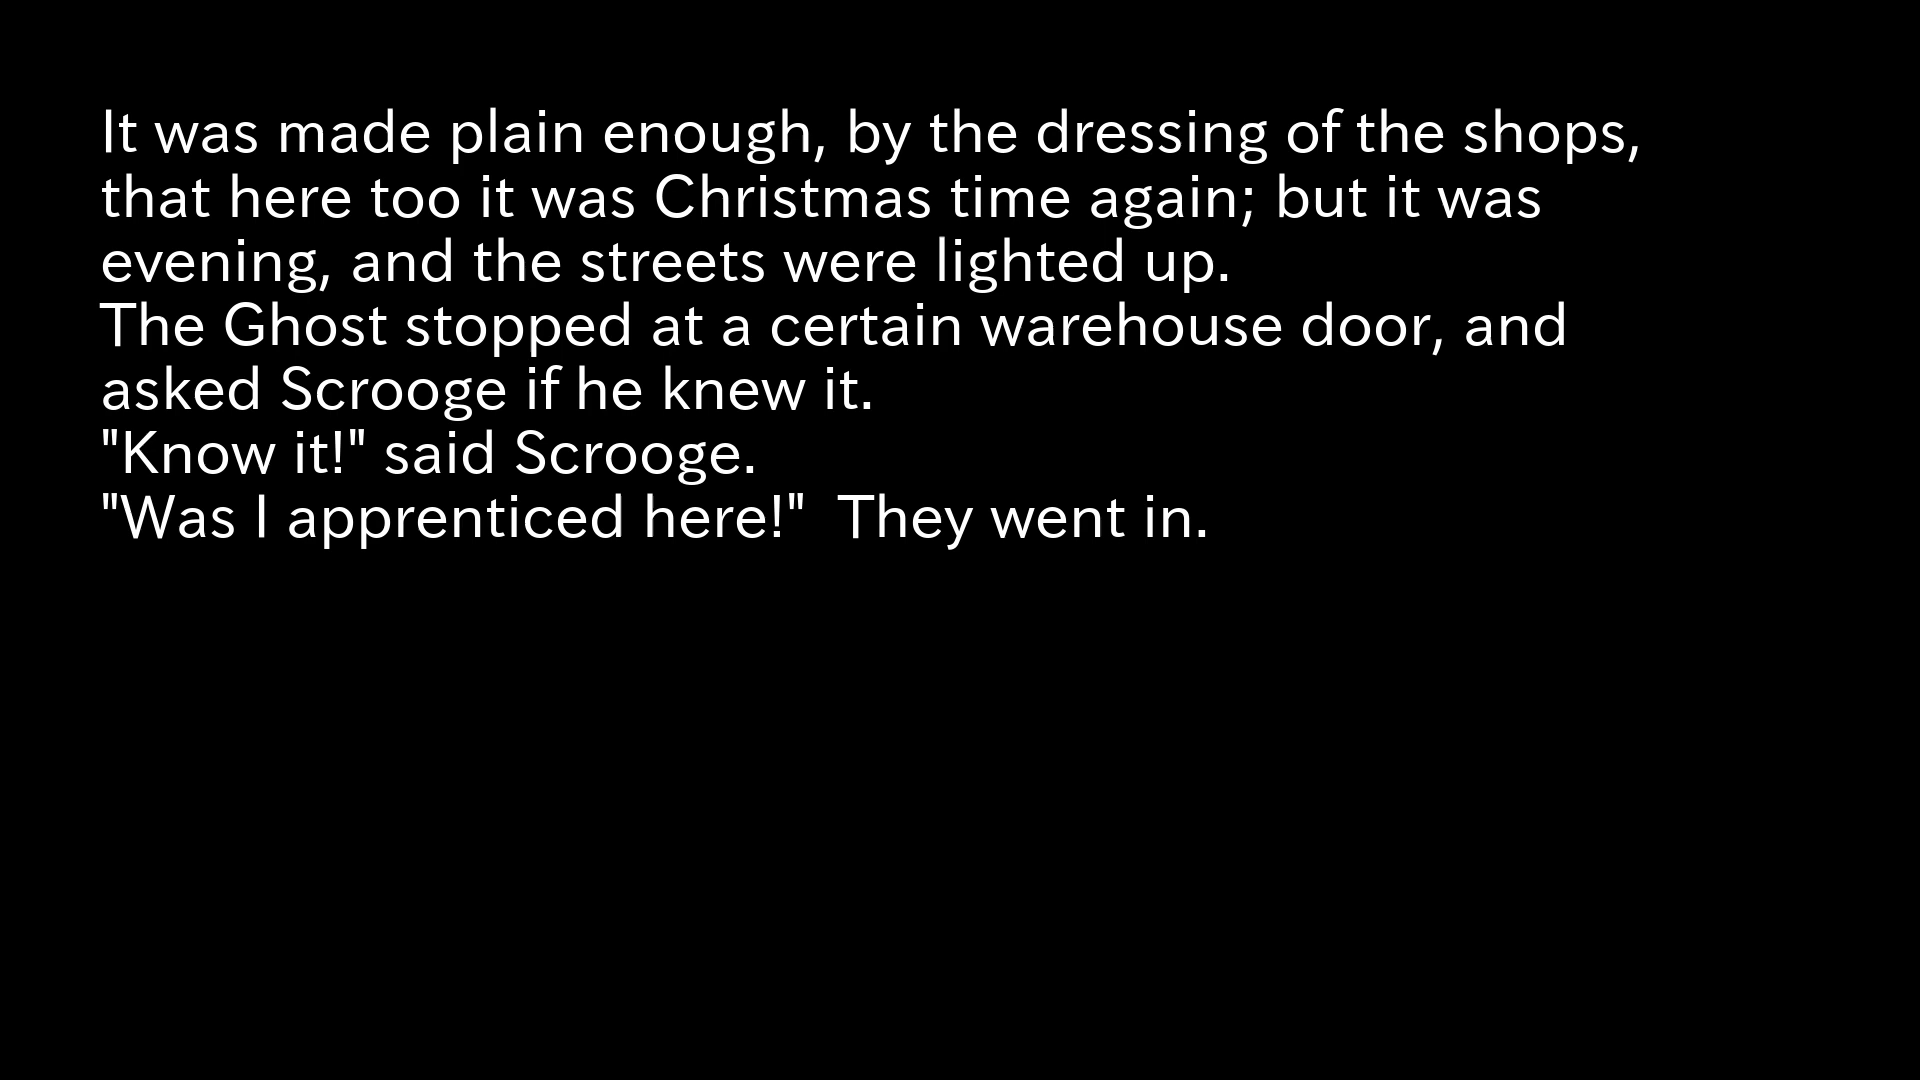 It was made plain enough, by the dressing of the shops,
that here too it was Christmas time again; but it was
evening, and the streets were lighted up.
The Ghost stopped at a certain warehouse door, and
asked Scrooge if he knew it.
"Know it!" said Scrooge.
"Was I apprenticed here!"  They went in.